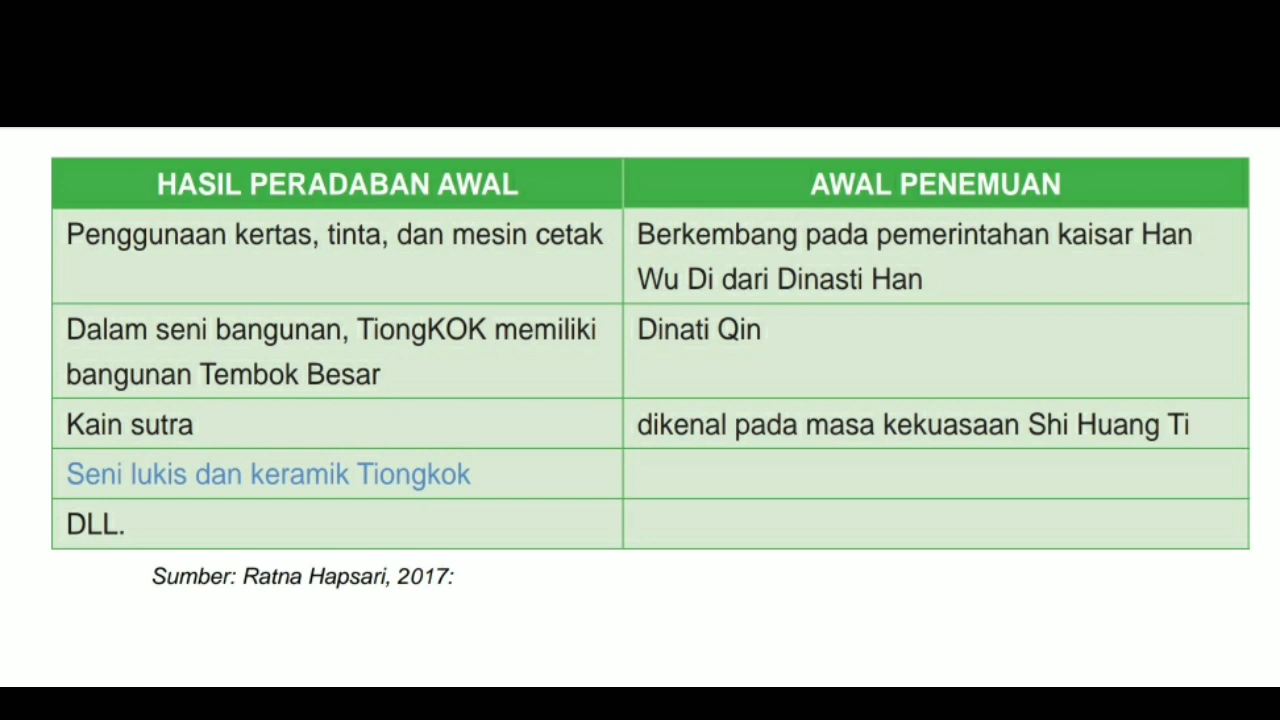 HASIL PERADABAN AWAL
AWAL PENEMUAN
Penggunaan kertas, tinta, dan mesin cetak
Berkembang pada pemerintahan kaisar Han
Wu Di dari Dinasti Han
Dalam seni bangunan, TiongKOK memiliki
bangunan Tembok Besar
Dinati Qin
Kain sutra
dikenal pada masa kekuasaan Shi Huang Ti
Seni lukis dan keramik Tiongkok
DLL.
Sumber: Ratna Hapsari, 2017: